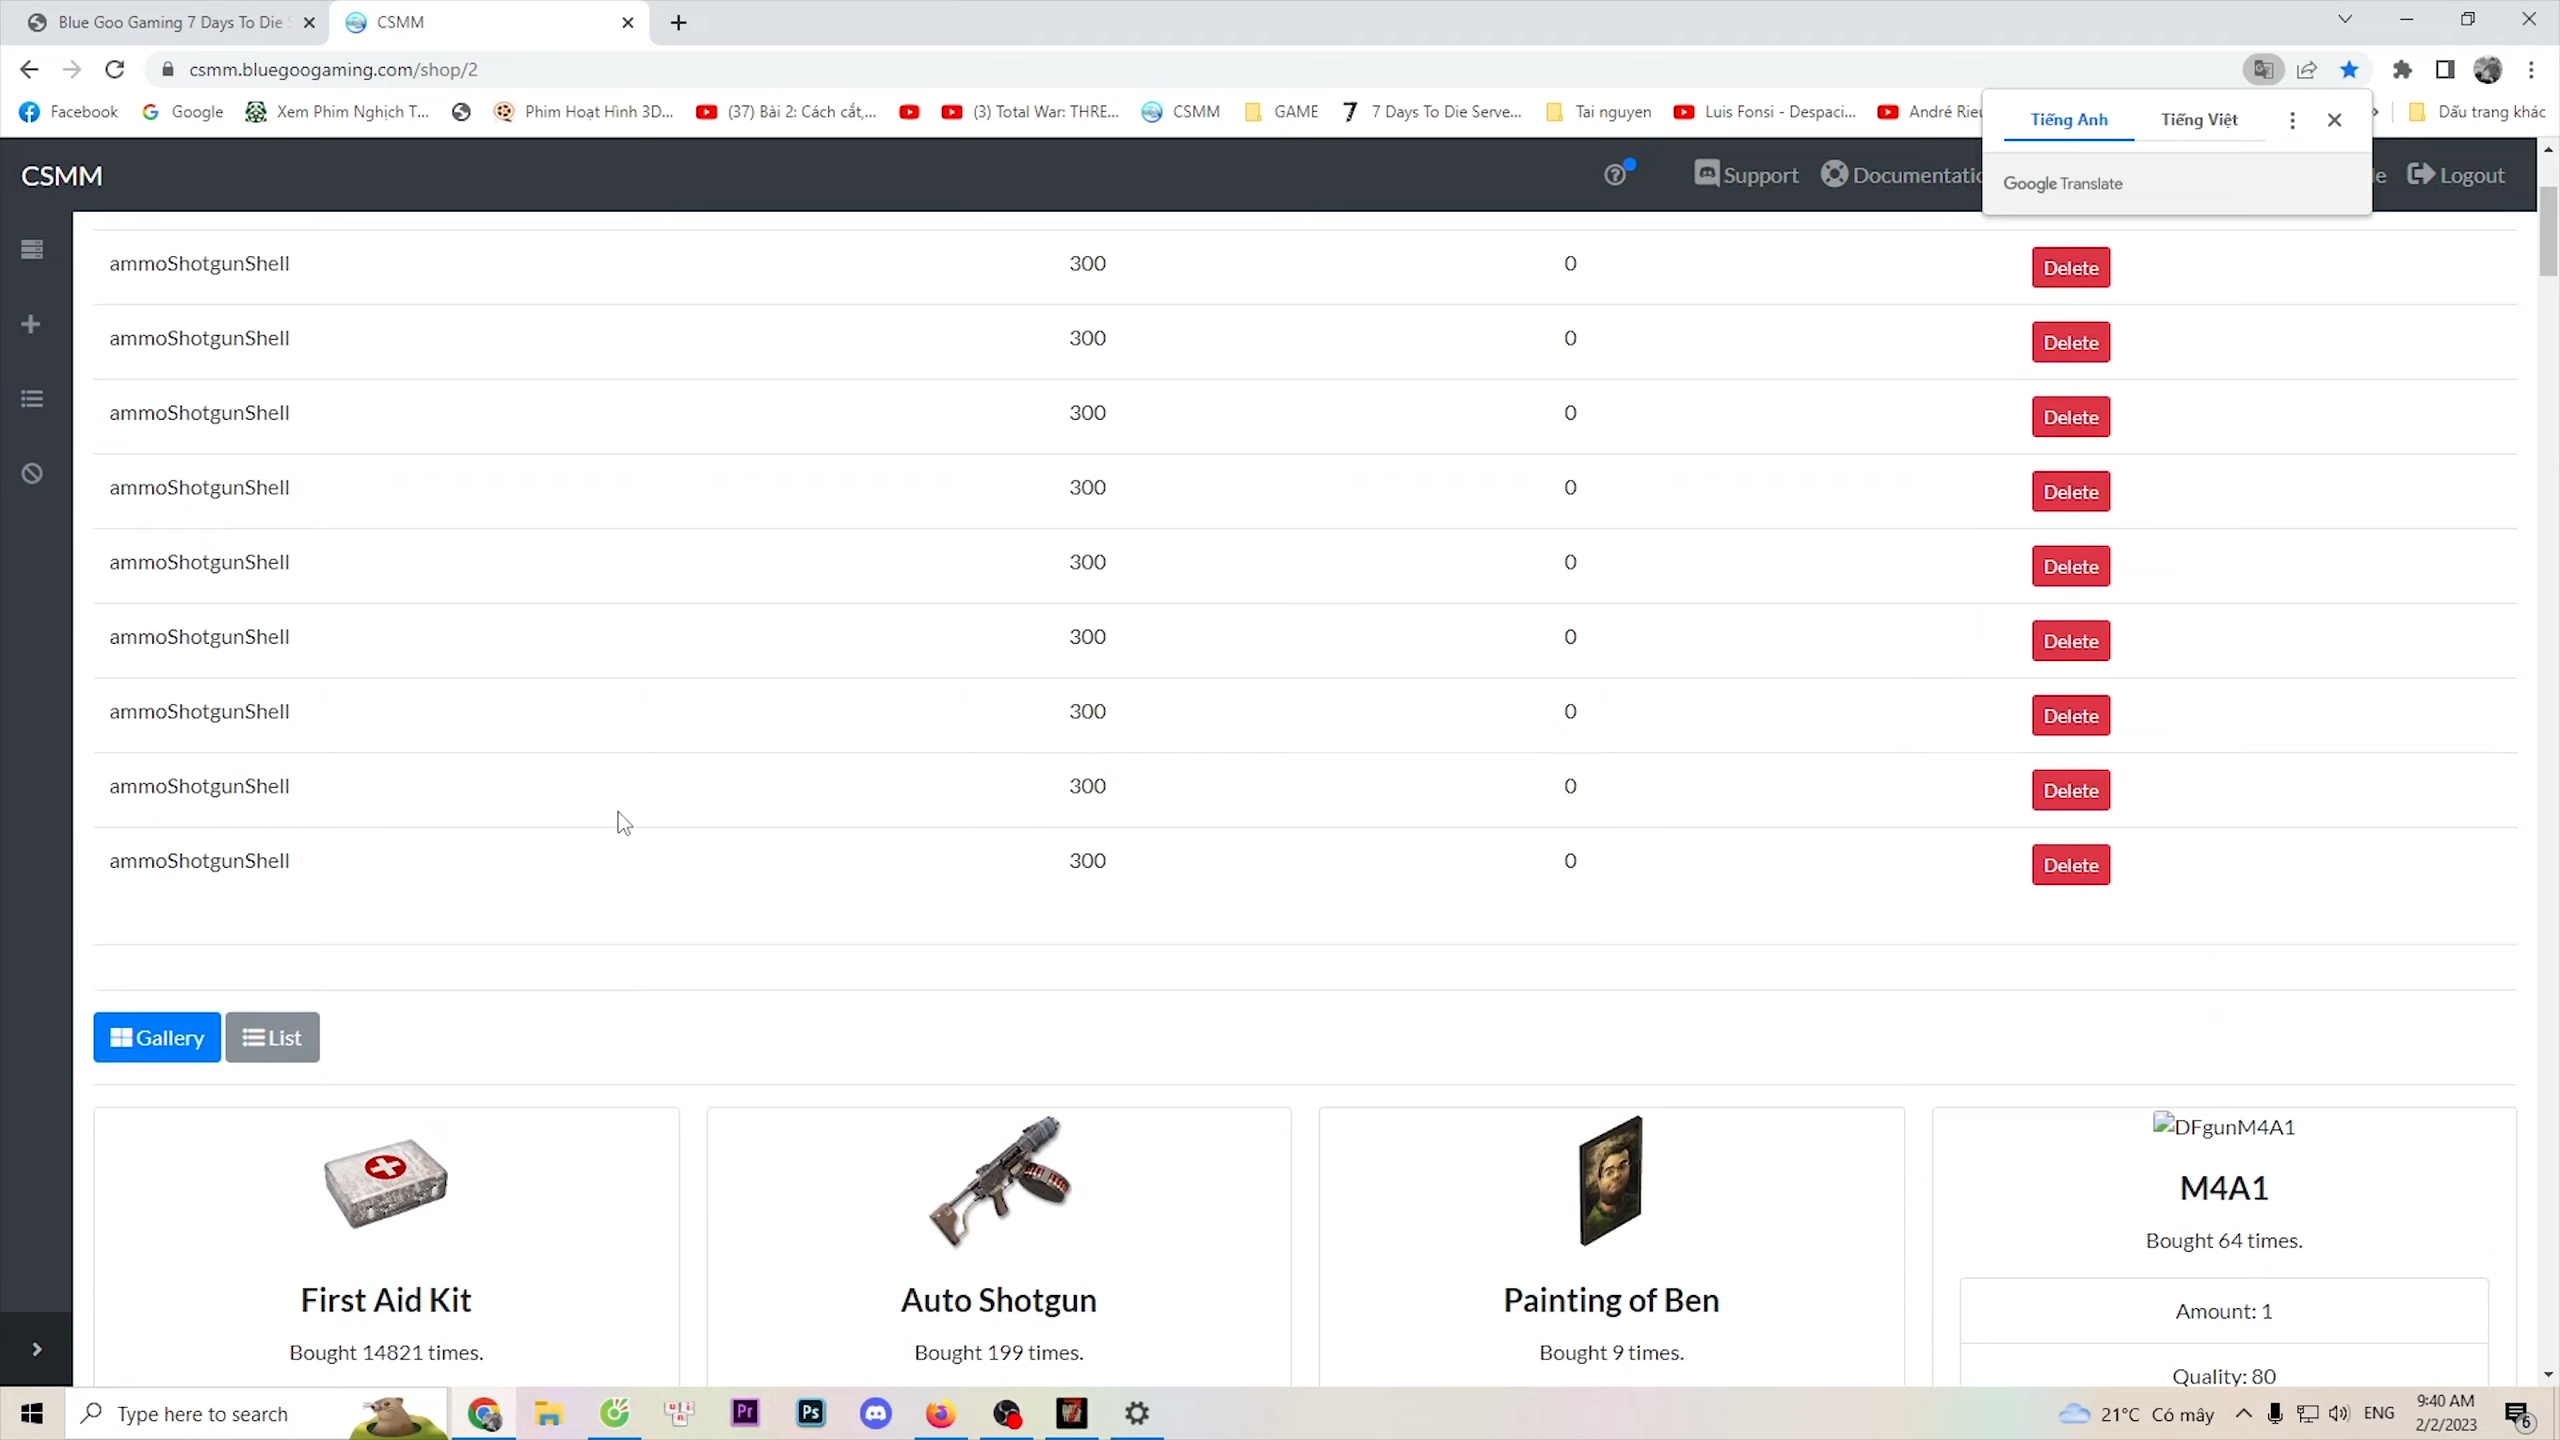 Blue Goo Gaming 7 Days To Die S
CSMM
csmm.bluegoogaming.com/shop/2
Facebook
Google
Xem Phim Nghịch T...
Phim Hoạt Hình 3D...
(37) Bài 2: Cách cắt,...
(3) Total War: THRE...
CSMM
GAME
7 Days To Die Serve...
Tai nguyen
Luis Fonsi - Despaci...
André Rieu
Dấu trang khác
Tiếng Anh
Tiếng Việt
Google Translate
CSMM
Support
Documentatio
Logout
ammoShotgunShell 300 0 Delete
ammoShotgunShell 300 0 Delete
ammoShotgunShell 300 0 Delete
ammoShotgunShell 300 0 Delete
ammoShotgunShell 300 0 Delete
ammoShotgunShell 300 0 Delete
ammoShotgunShell 300 0 Delete
ammoShotgunShell 300 0 Delete
ammoShotgunShell 300 0 Delete
Gallery
List
First Aid Kit
Bought 14821 times.
Auto Shotgun
Bought 199 times.
Painting of Ben
Bought 9 times.
DFgunM4A1
M4A1
Bought 64 times.
Amount: 1
Quality: 80
Type here to search
Pr
Ps
21°C Có mây
ENG
9:40 AM
2/2/2023
6